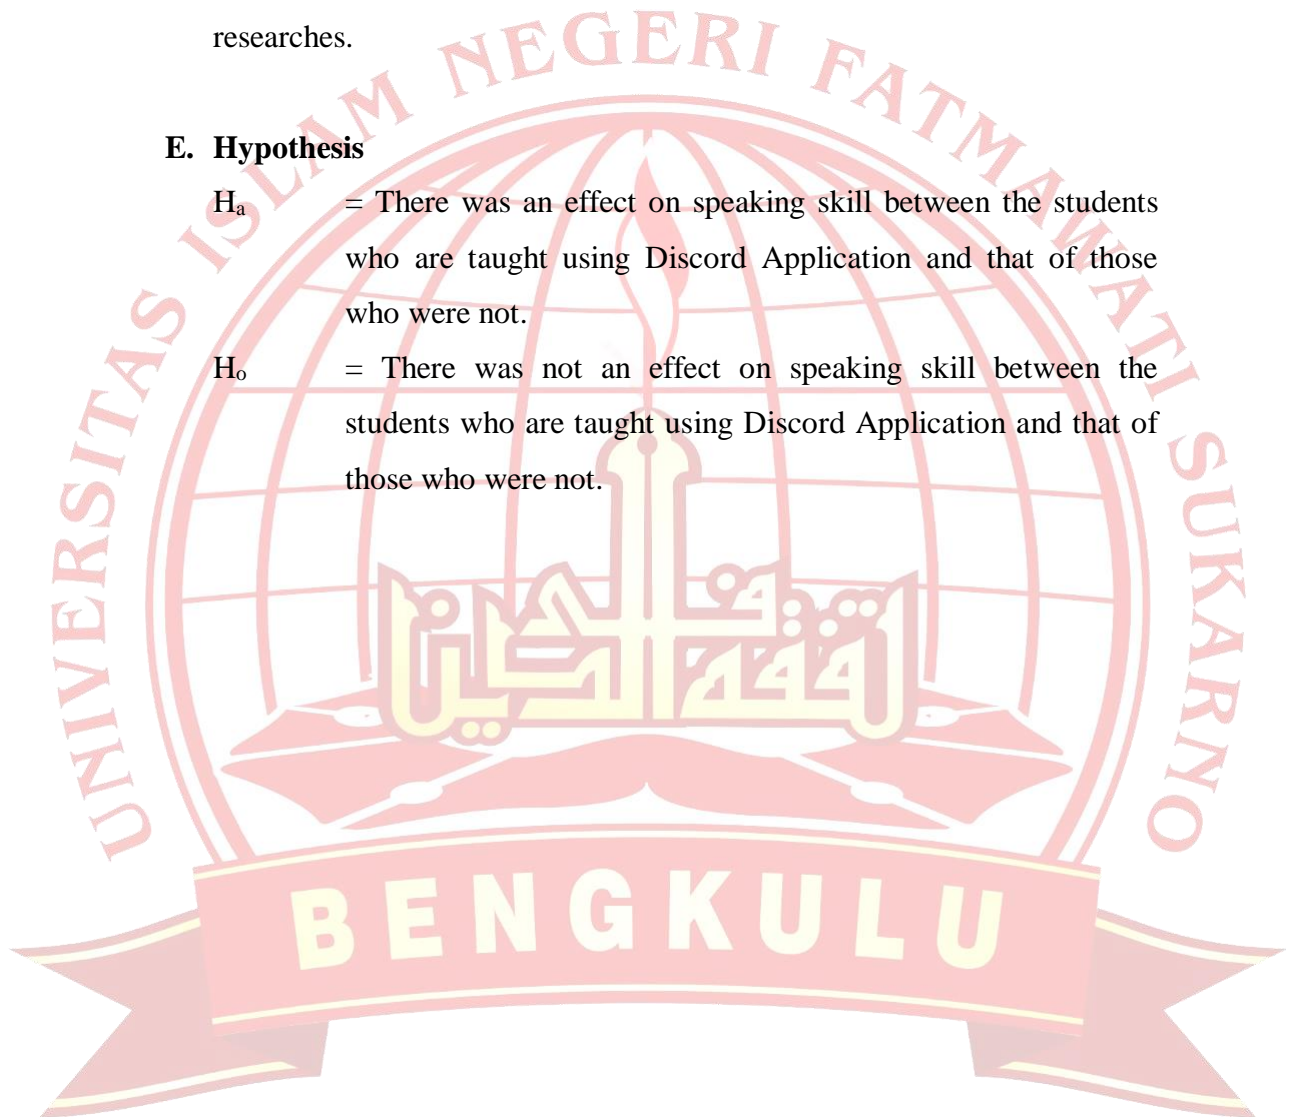 researches.
E. Hypothesis
Hₐ = There was an effect on speaking skill between the students
who are taught using Discord Application and that of those
who were not.
Hₒ = There was not an effect on speaking skill between the
students who are taught using Discord Application and that of
those who were not.
UNIVERSITAS ISLAM NEGERI FATMAWATI SUKARNO
BENGKULU